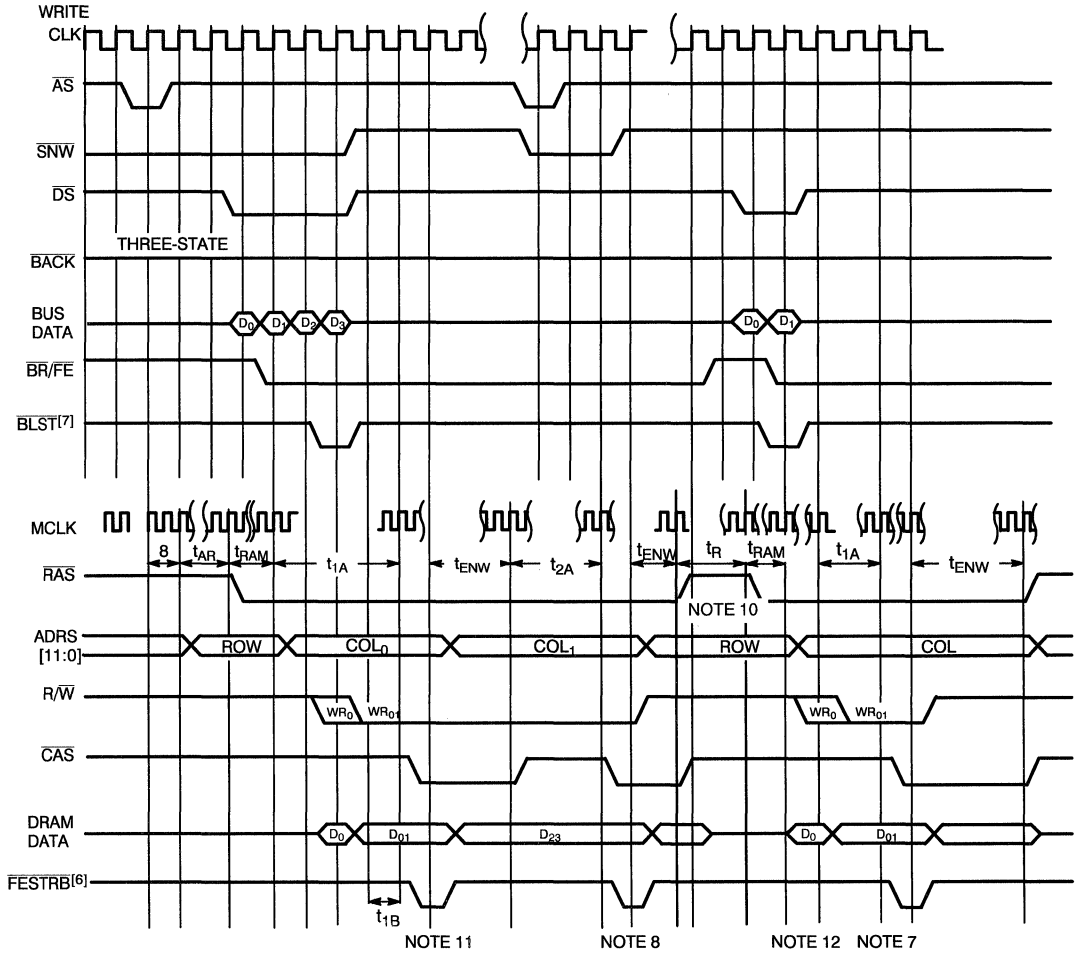 WRITE
CLK
AS
SNW
DS
THREE-STATE
BACK
BUS
DATA
D0 D1 D2 D3 D0 D1
BR/FE
BLST[7]
MCLK
8 tAR tRAM t1A tENW t2A tENW tR tRAM t1A tENW
RAS
NOTE 10
ADRS
[11:0]
ROW COL0 COL1 ROW COL
R/W
WR0 WR01 WR0 WR01
CAS
DRAM
DATA
D0 D01 D23 D0 D01
FESTRB[6]
t1B
NOTE 11 NOTE 8 NOTE 12 NOTE 7